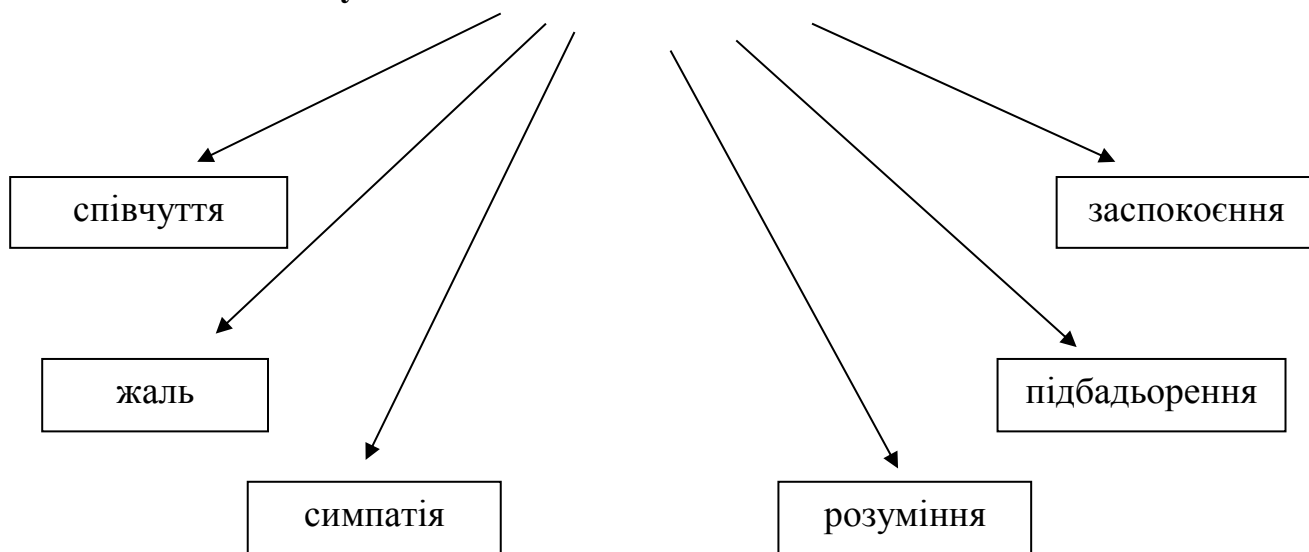 співчуття
заспокоєння
жаль
підбадьорення
симпатія
розуміння